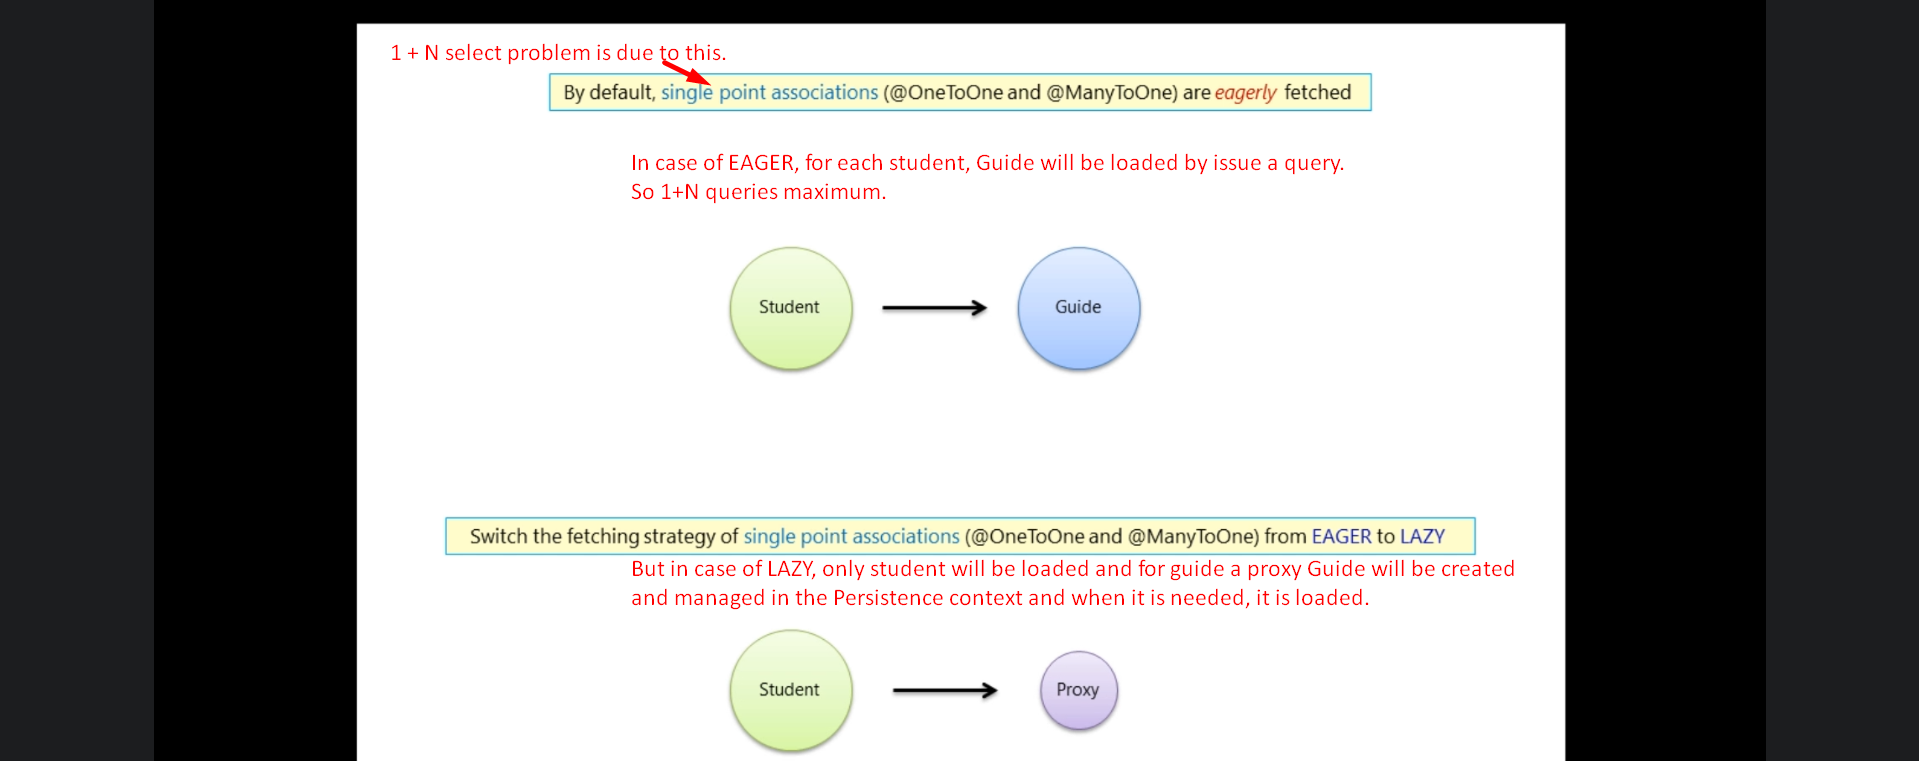 1 + N select problem is due to this.
By default, single point associations (@OneToOne and @ManyToOne) are eagerly fetched
In case of EAGER, for each student, Guide will be loaded by issue a query.
So 1+N queries maximum.
Student
Guide
Switch the fetching strategy of single point associations (@OneToOne and @ManyToOne) from EAGER to LAZY
But in case of LAZY, only student will be loaded and for guide a proxy Guide will be created
and managed in the Persistence context and when it is needed, it is loaded.
Student
Proxy